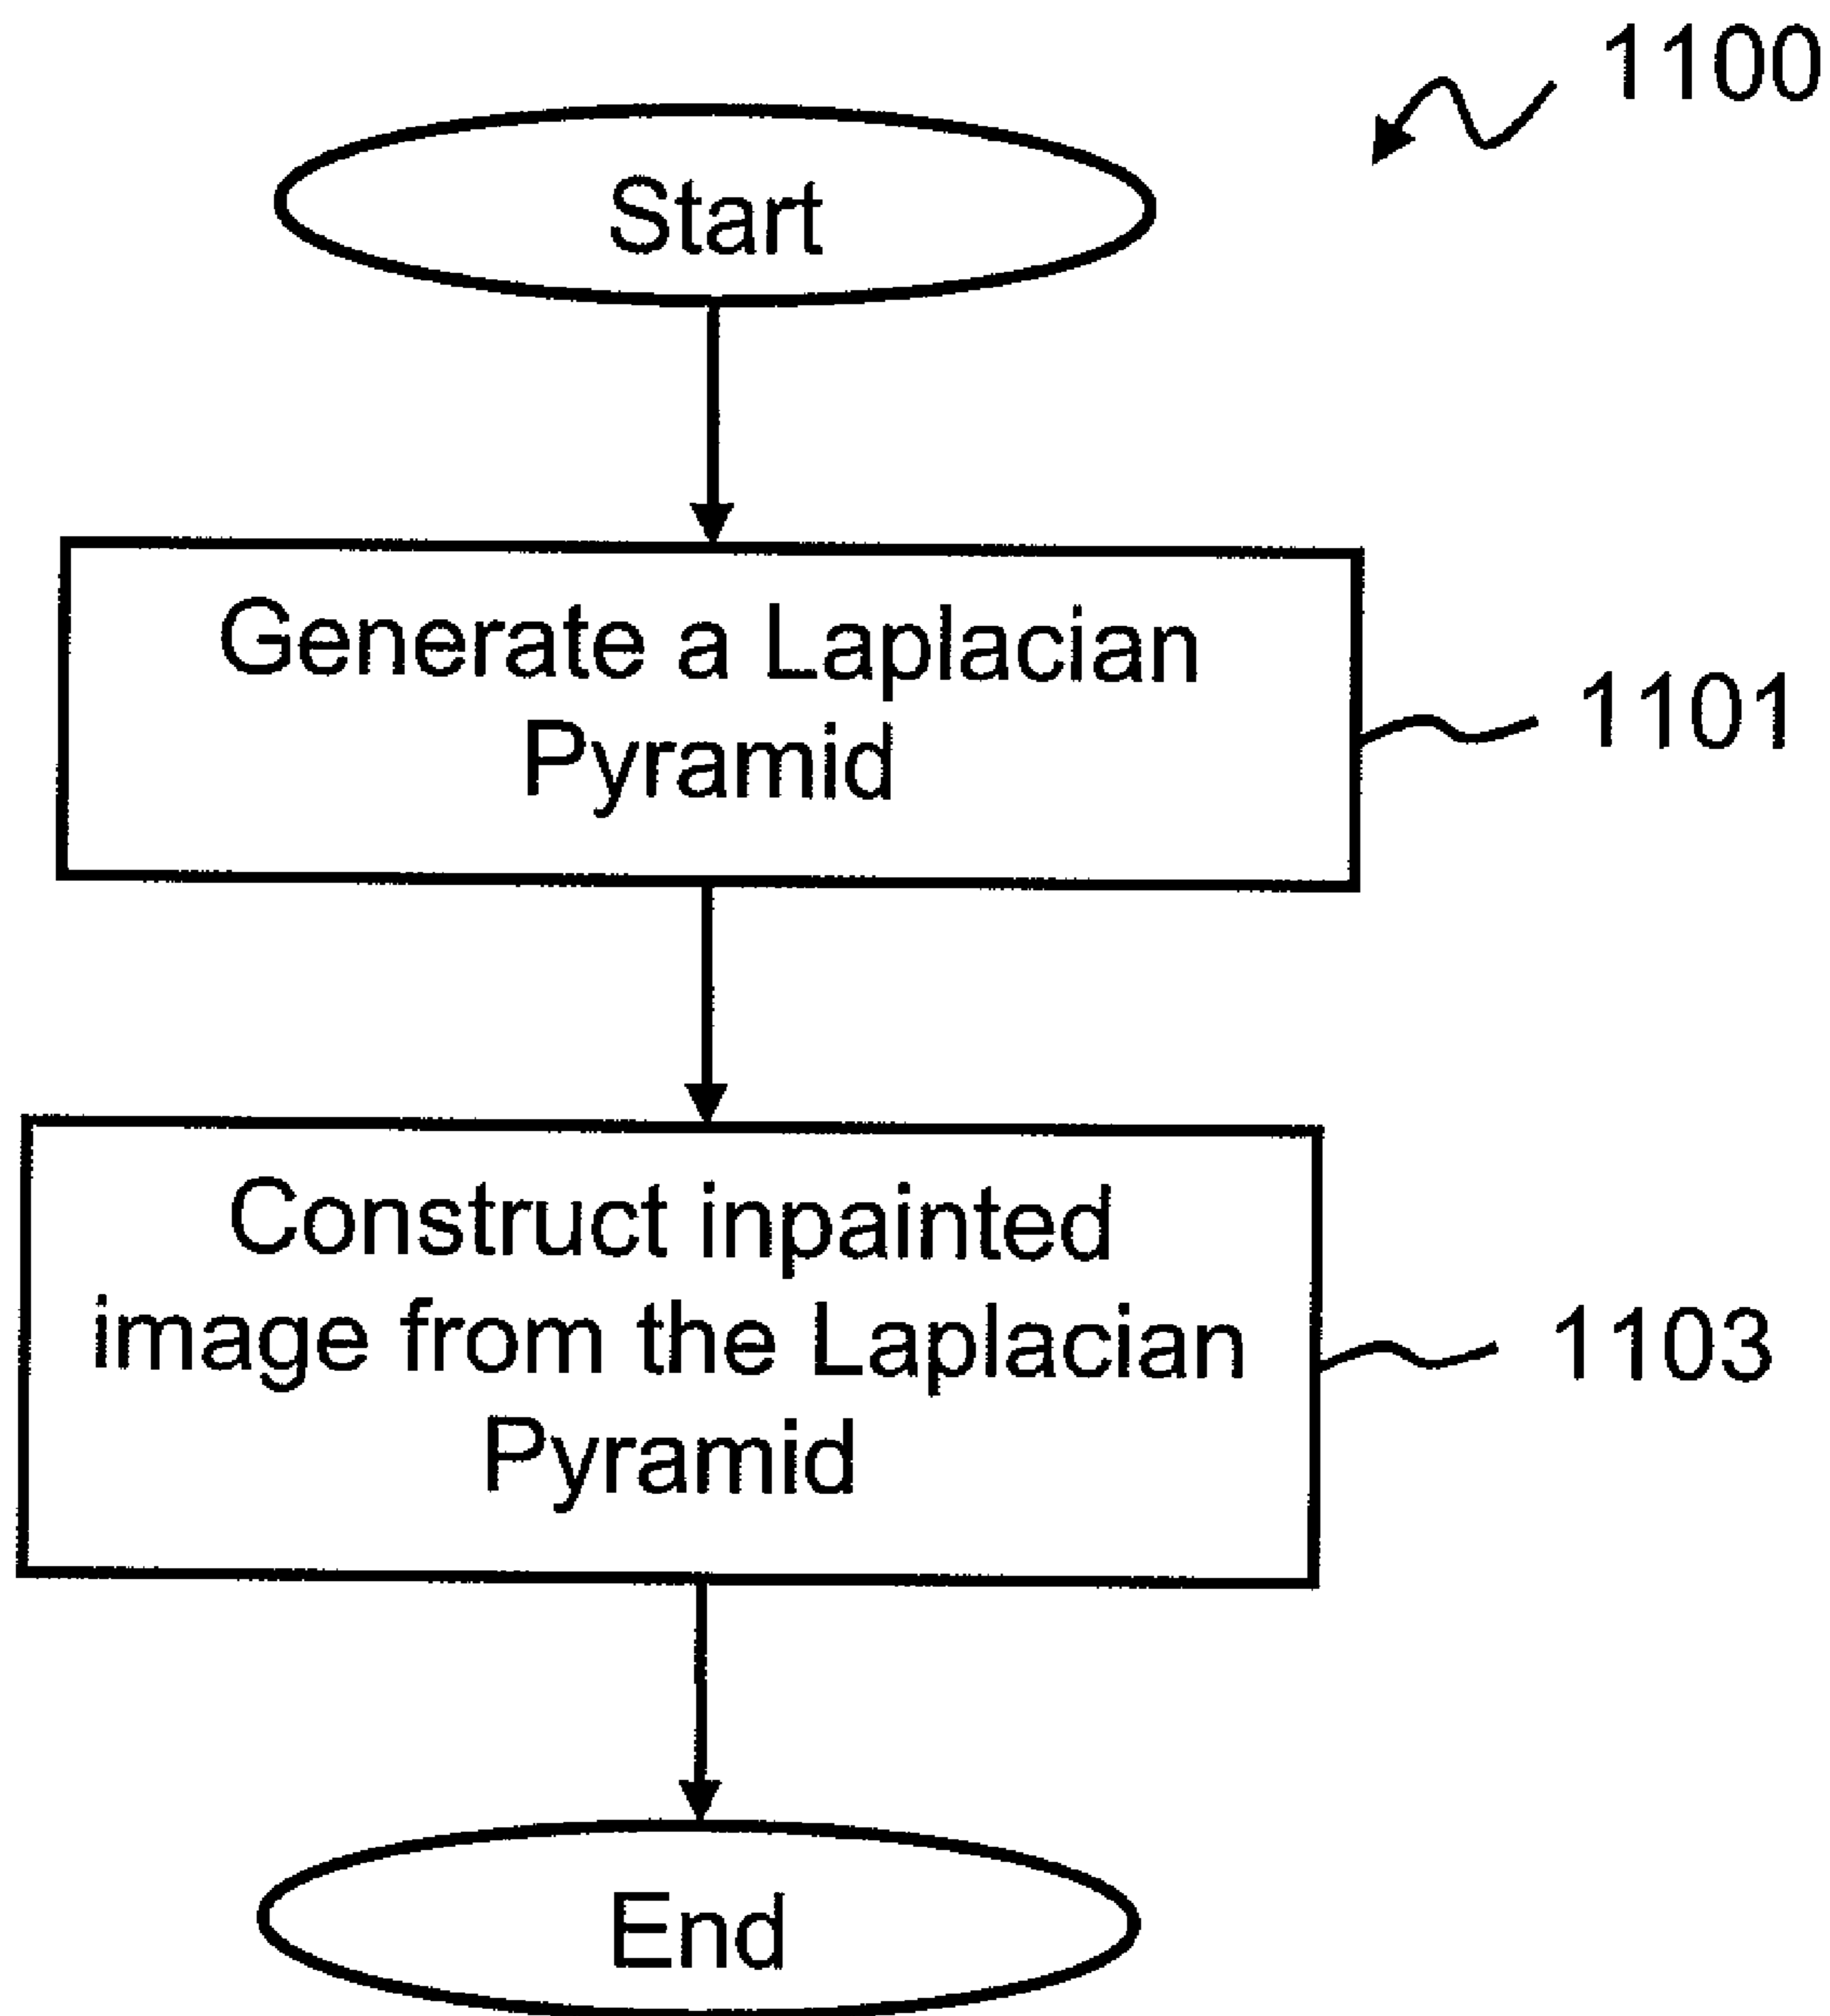 1100
Start
Generate a Laplacian
Pyramid
1101
Construct inpainted
image from the Laplacian
Pyramid
1103
End